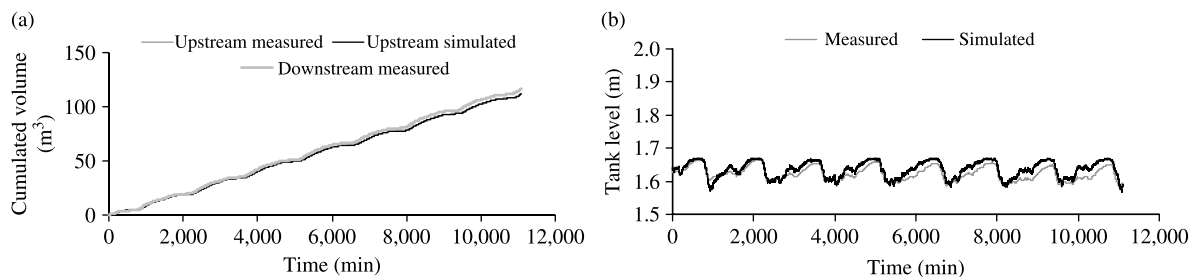 (a)
Upstream measured Upstream simulated
Downstream measured
Cumulated volume
(m³)
150
100
50
0
0 2,000 4,000 6,000 8,000 10,000 12,000
Time (min)
(b)
Measured Simulated
Tank level (m)
2.0
1.9
1.8
1.7
1.6
1.5
0 2,000 4,000 6,000 8,000 10,000 12,000
Time (min)